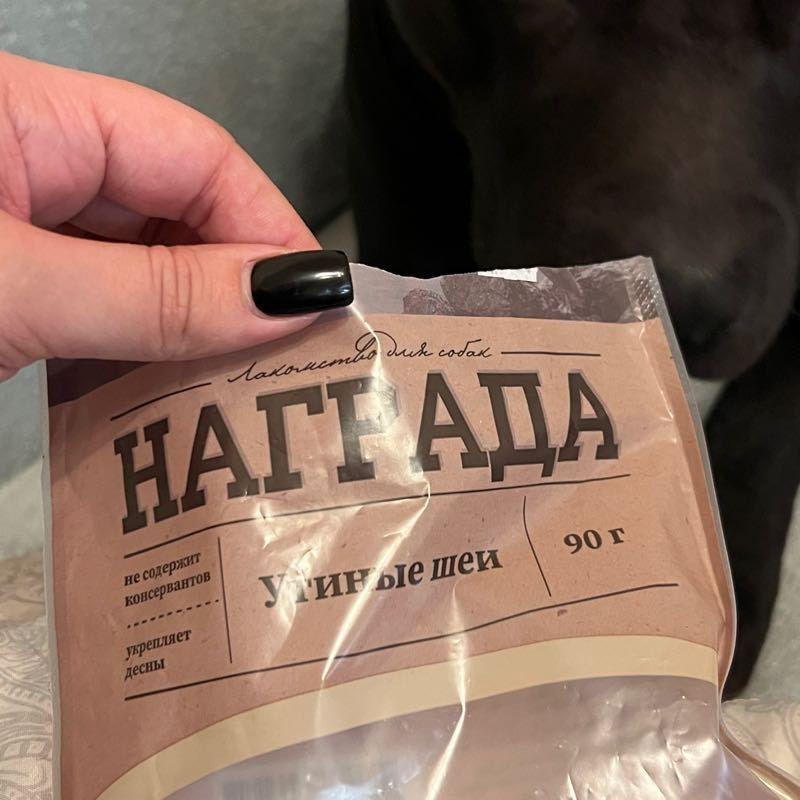 Лакомство для собак
НАГРАДА
не содержит
консервантов
укрепляет
десны
Утиные шеи
90 г